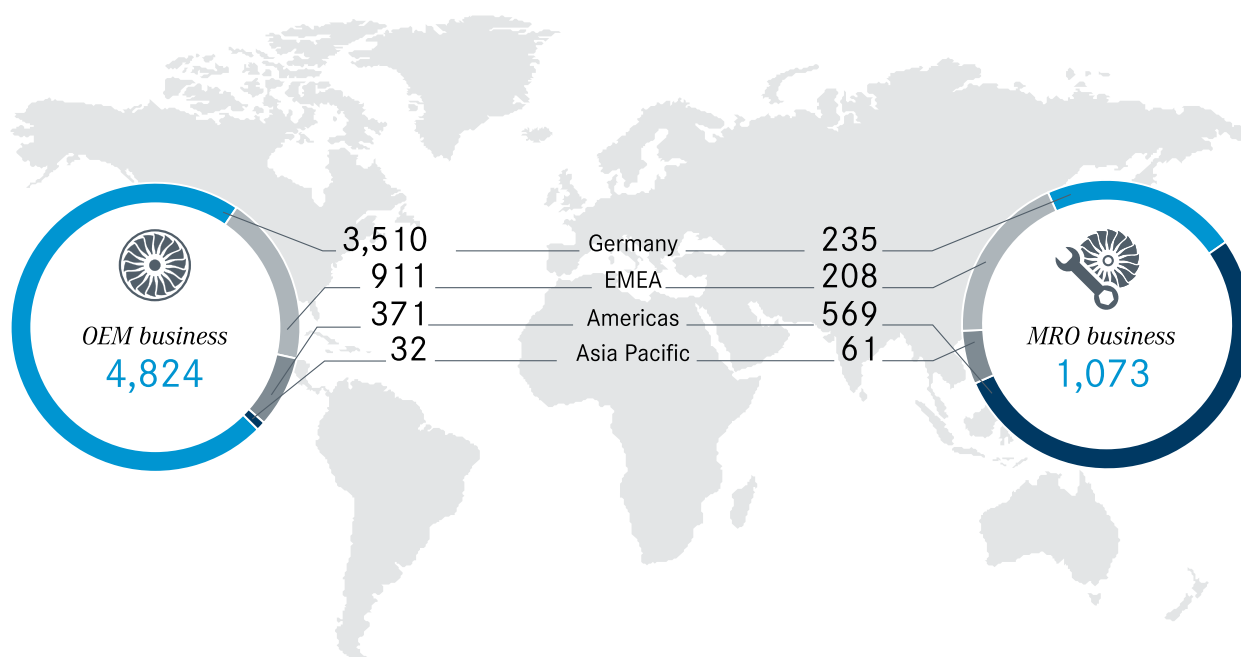 3,510 Germany 235
911 EMEA 208
371 Americas 569
32 Asia Pacific 61
OEM business
4,824
MRO business
1,073